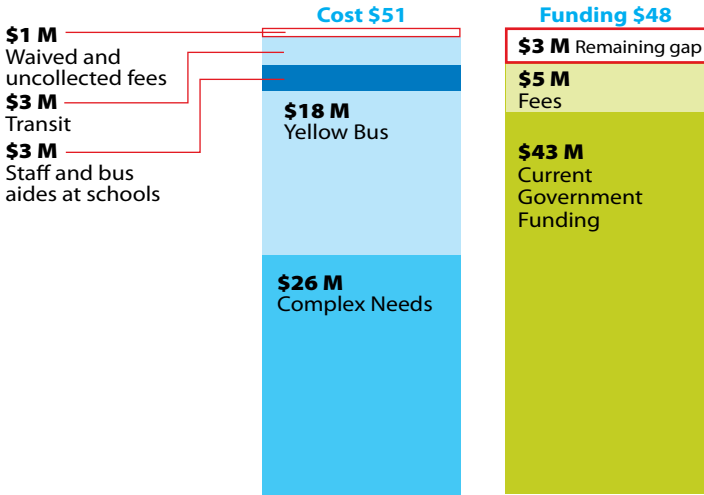 Cost $51
Funding $48
$1 M
Waived and
uncollected fees
$3 M
Transit
$3 M
Staff and bus
aides at schools
$18 M
Yellow Bus
$26 M
Complex Needs
$3 M Remaining gap
$5 M
Fees
$43 M
Current
Government
Funding